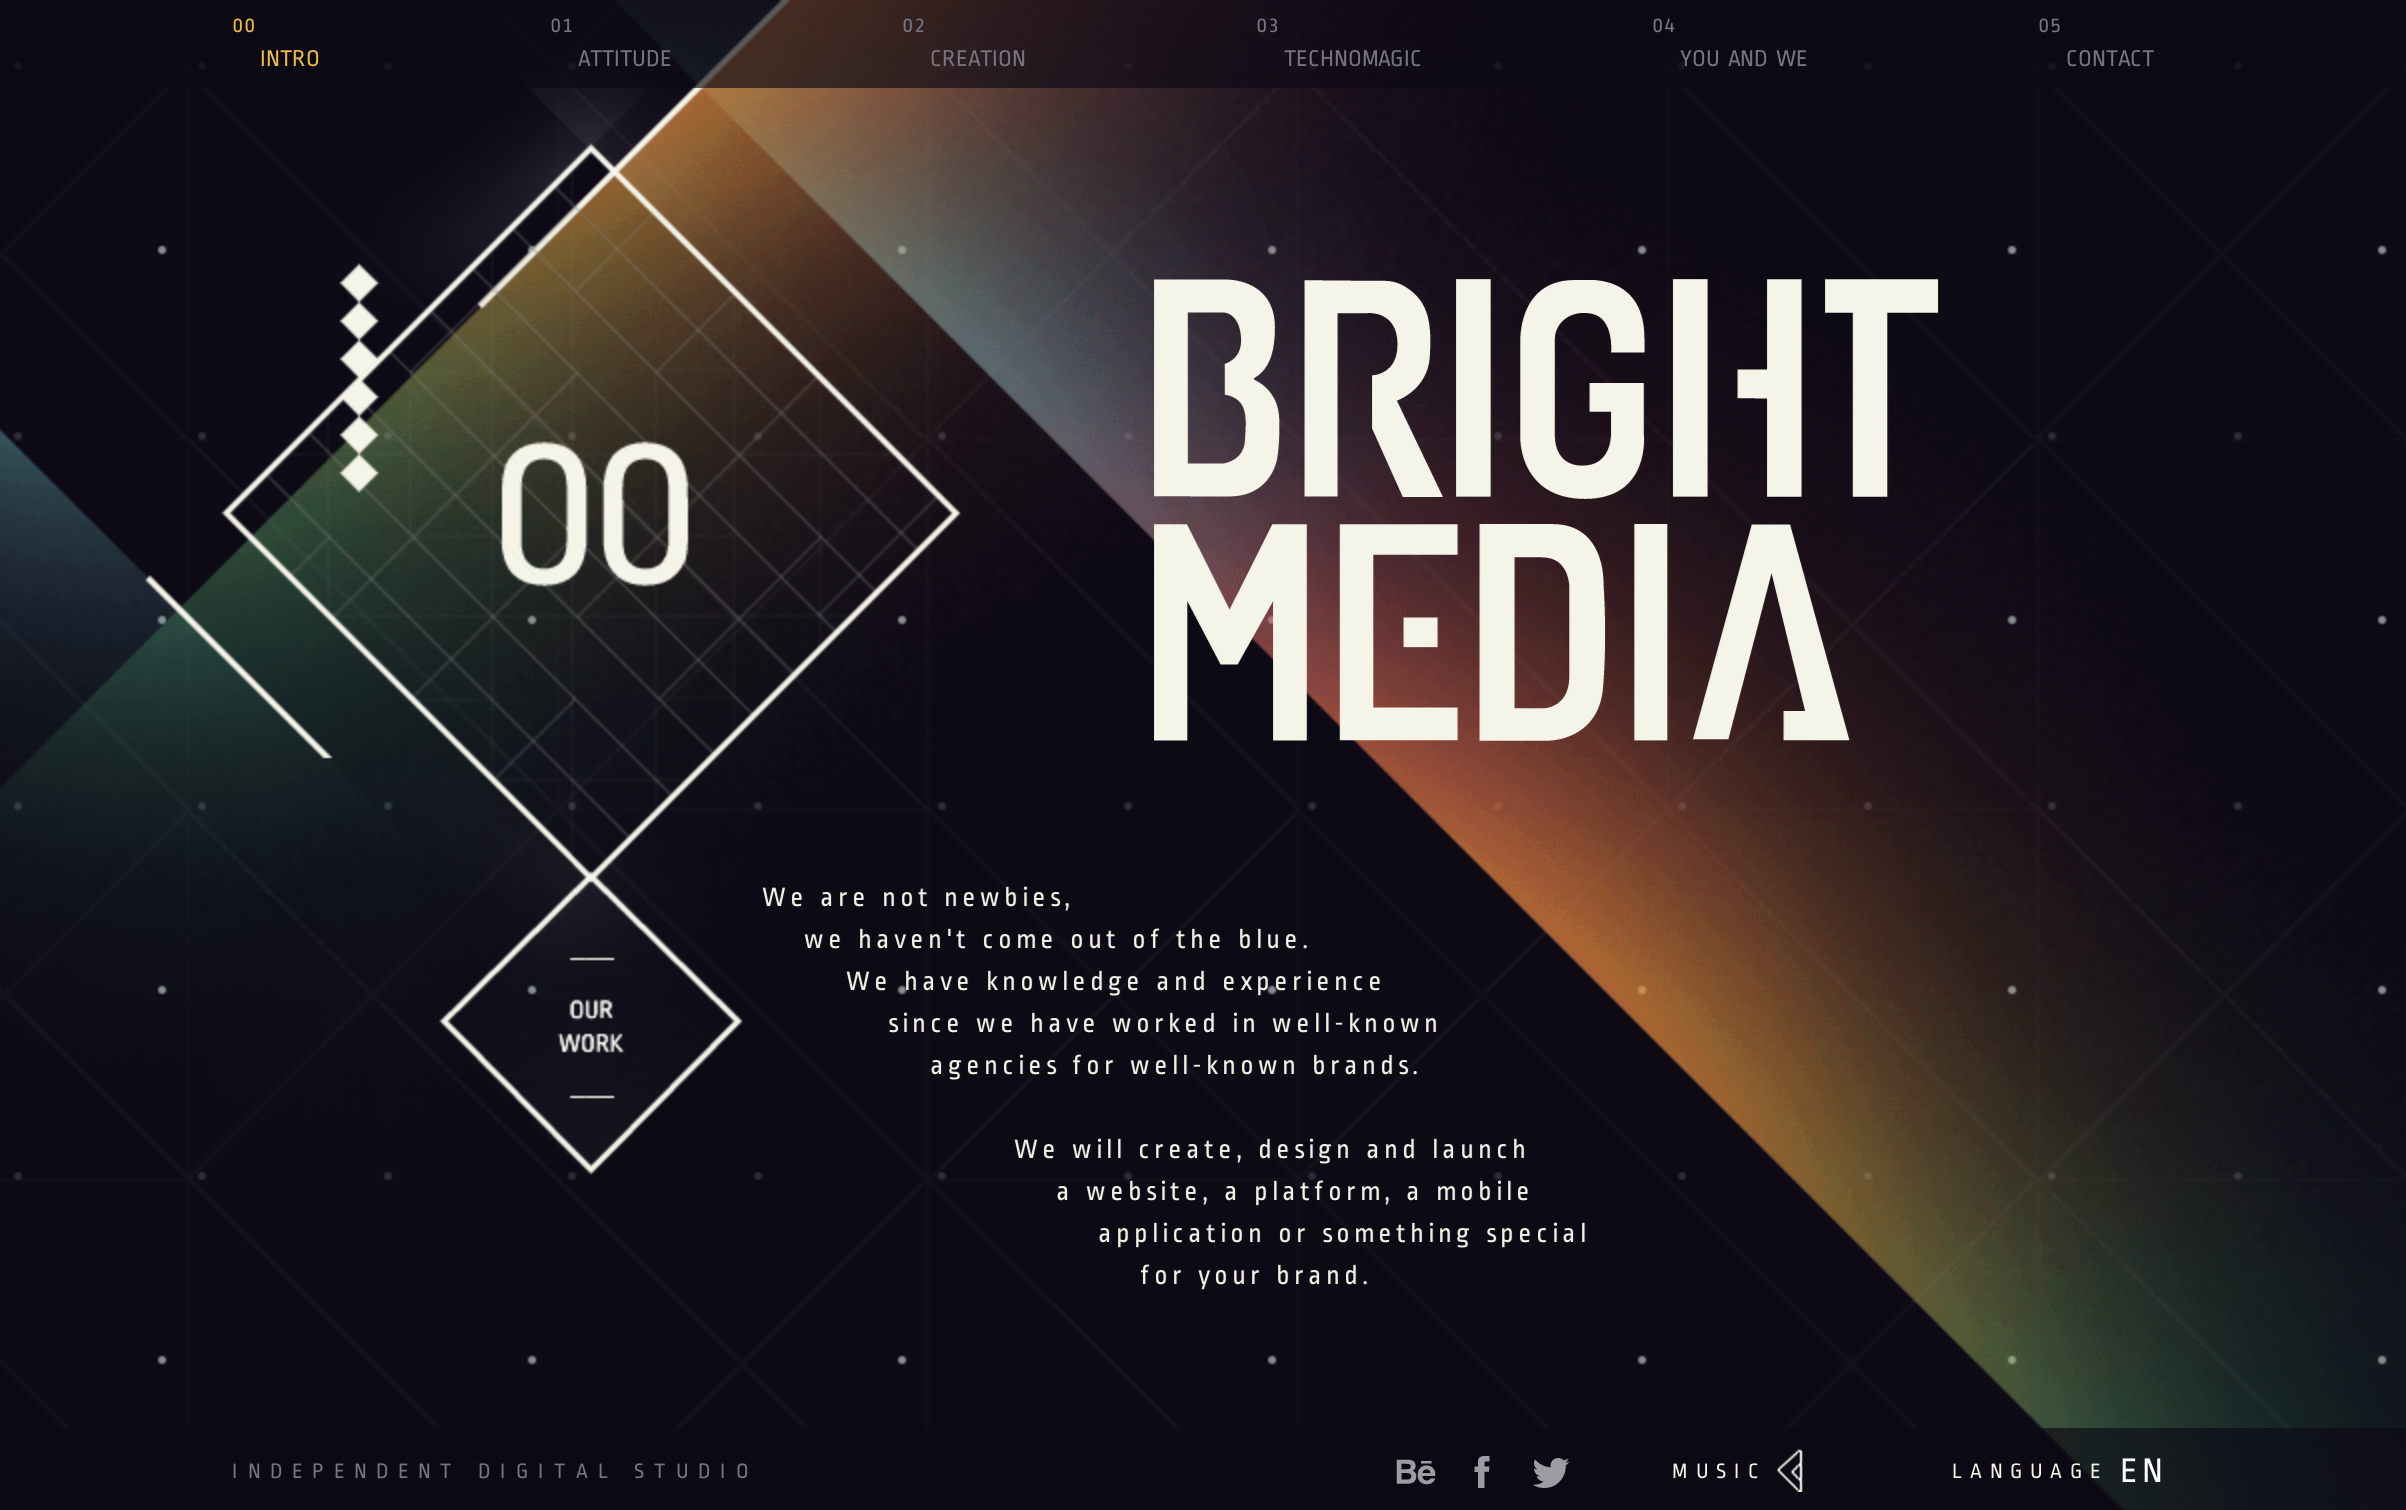 00
INTRO
01
ATTITUDE
02
CREATION
03
TECHNOMAGIC
04
YOU AND WE
05
CONTACT
00
BRIGHT
MEDIA
We are not newbies,
we haven't come out of the blue.
We have knowledge and experience
since we have worked in well-known
agencies for well-known brands.
OUR
WORK
We will create, design and launch
a website, a platform, a mobile
application or something special
for your brand.
INDEPENDENT DIGITAL STUDIO
Bē
f
MUSIC
LANGUAGE EN